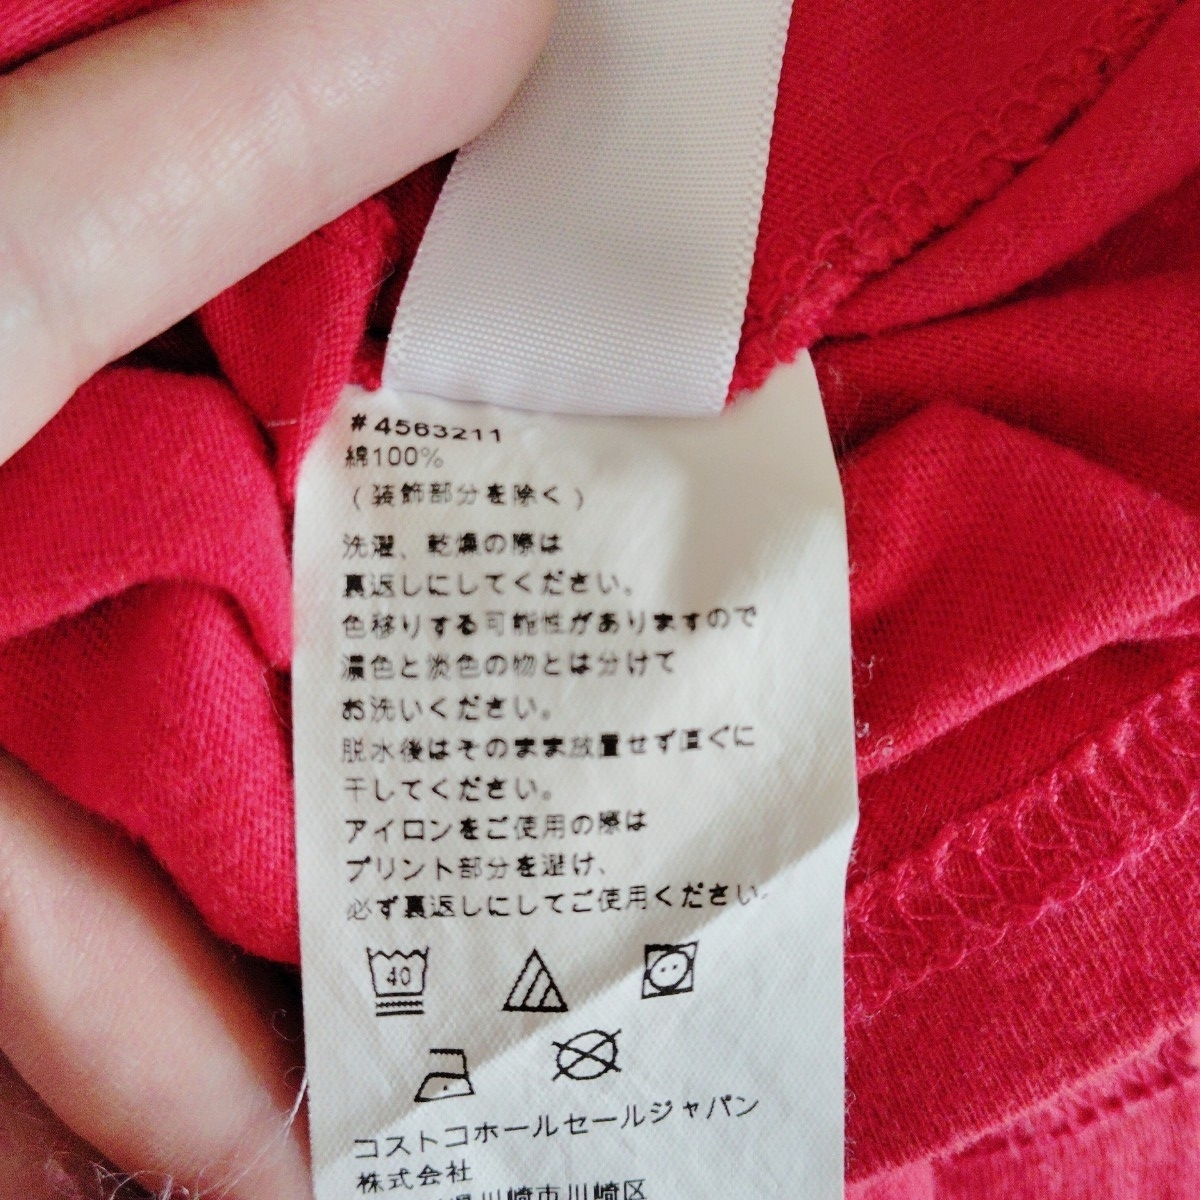 #4563211
綿100%
(装飾部分を除く)
洗濯、乾燥の際は
裏返しにしてください。
色移りする可能性がありますので
濃色と淡色の物とは分けて
お洗いください。
脱水後はそのまま放置せず直ぐに
干してください。
アイロンをご使用の際は
プリント部分を避け、
必ず裏返しにしてご使用ください。
40
コストコホールセールジャパン
株式会社
川崎市川崎区